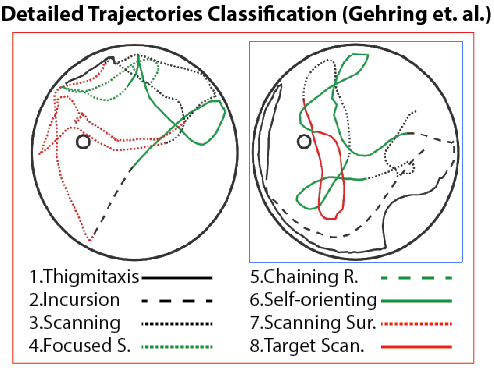 Detailed Trajectories Classification (Gehring et. al.)
1.Thigmitaxis
2.Incursion
3.Scanning
4.Focused S.
5.Chaining R.
6.Self-orienting
7.Scanning Sur.
8.Target Scan.